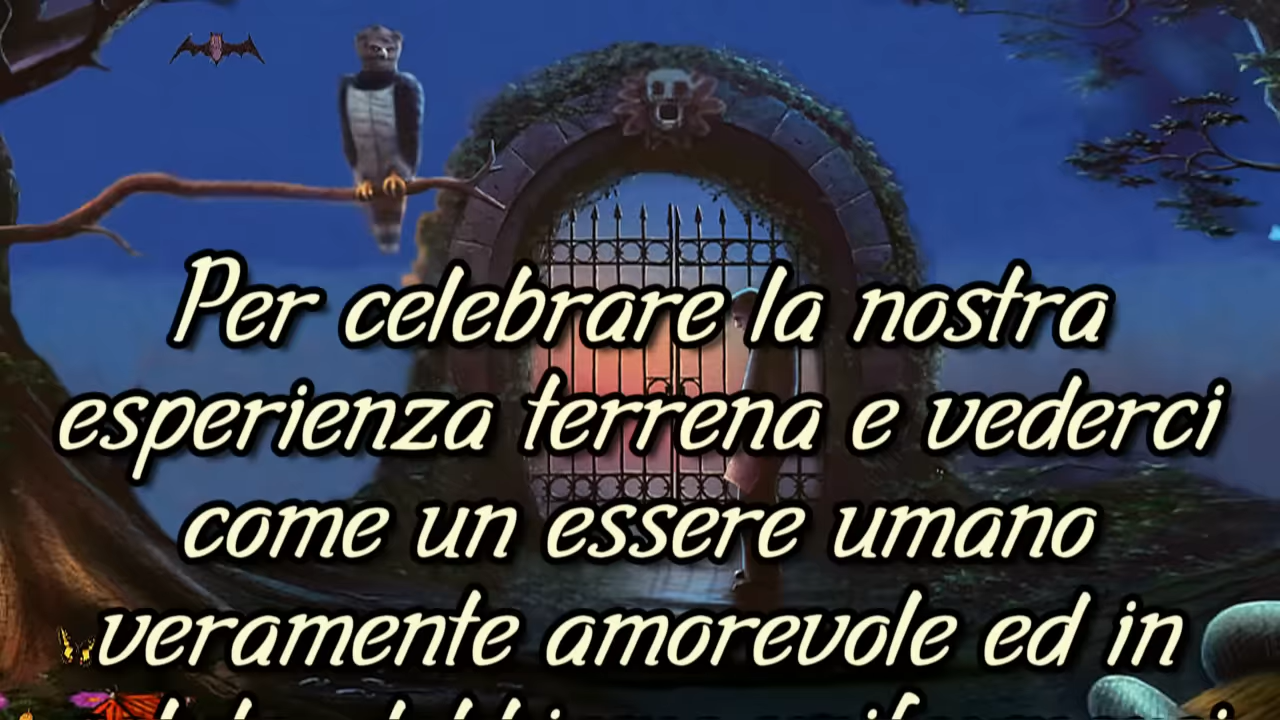 Per celebrare la nostra
esperienza terrena e vederci
come un essere umano
veramente amorevole ed in